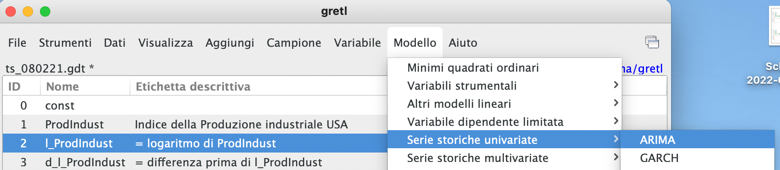 gretl
File Strumenti Dati Visualizza Aggiungi Campione Variabile Modello Aiuto
ts_080221.gdt *
Minimi quadrati ordinari
na/gretl
ID Nome Etichetta descrittiva
Variabili strumentali
0 const
Altri modelli lineari
1 ProdIndust Indice della Produzione industriale USA
Variabile dipendente limitata
2 l_ProdIndust = logaritmo di ProdIndust
Serie storiche univariate
ARIMA
3 d_l_ProdIndust = differenza prima di l_ProdIndust
Serie storiche multivariate
GARCH
Sc
2022-0